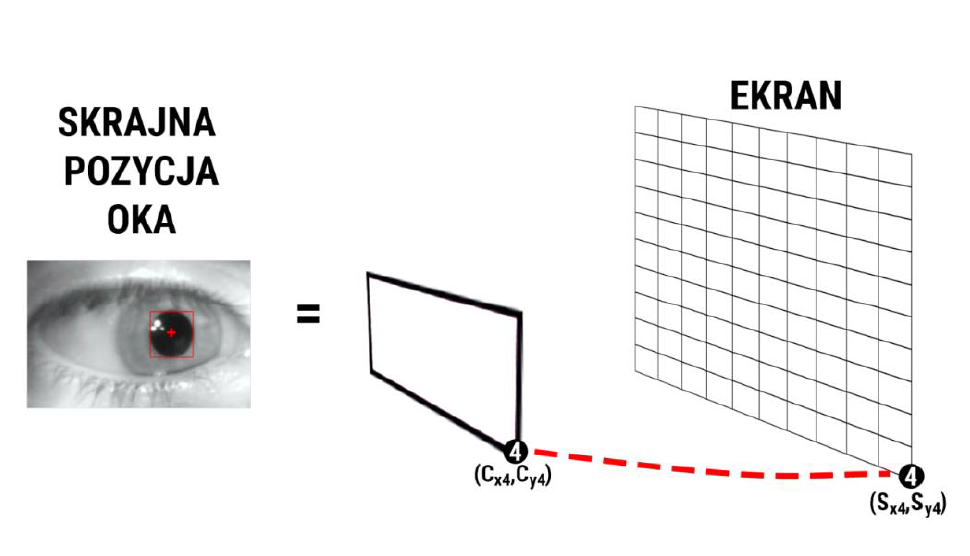 SKRAJNA
POZYCJA
OKA
=
EKRAN
4
(Cx4,Cy4)
4
(Sx4,Sy4)